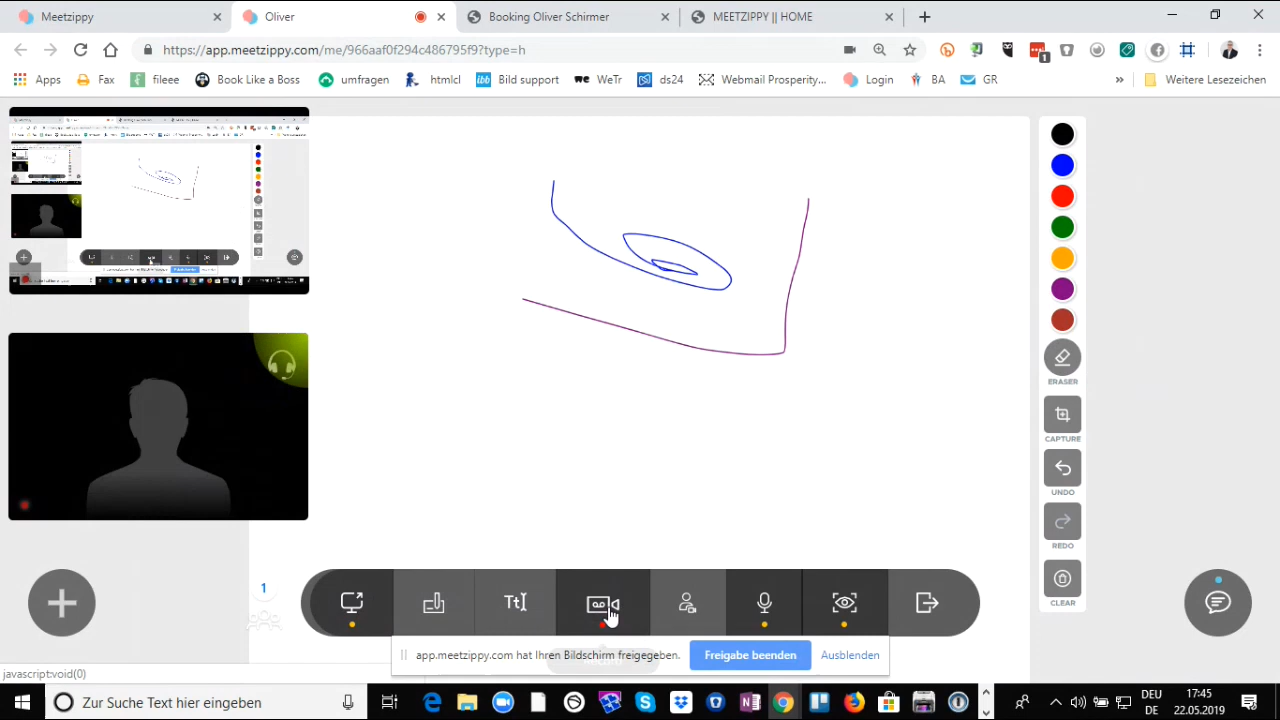 Meetzippy
Oliver
Booking Oliver Schirmer
MEETZIPPY || HOME
https://app.meetzippy.com/me/966aaf0f294c486795f9?type=h
1
Apps
Fax
fileee
Book Like a Boss
umfragen
htmlcl
Bild support
WeTr
ds24
Webmail Prosperity...
Login
BA
GR
»
Weitere Lesezeichen
ERASER
CAPTURE
UNDO
REDO
CLEAR
1
Tt
app.meetzippy.com hat Ihren Bildschirm freigegeben.
Freigabe beenden
Ausblenden
javascript:void(0)
Zur Suche Text hier eingeben
DEU
DE
17:45
22.05.2019